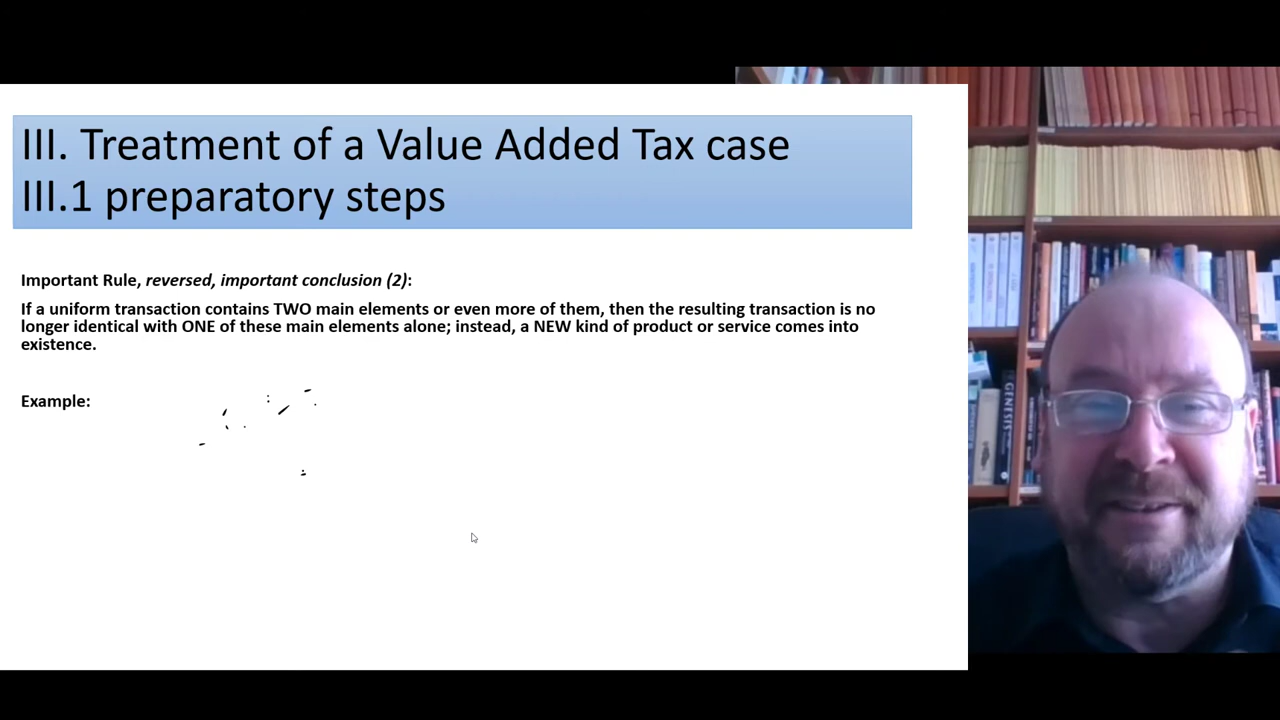 III. Treatment of a Value Added Tax case
III.1 preparatory steps
Important Rule, reversed, important conclusion (2):
If a uniform transaction contains TWO main elements or even more of them, then the resulting transaction is no
longer identical with ONE of these main elements alone; instead, a NEW kind of product or service comes into
existence.
Example:
GENESIS